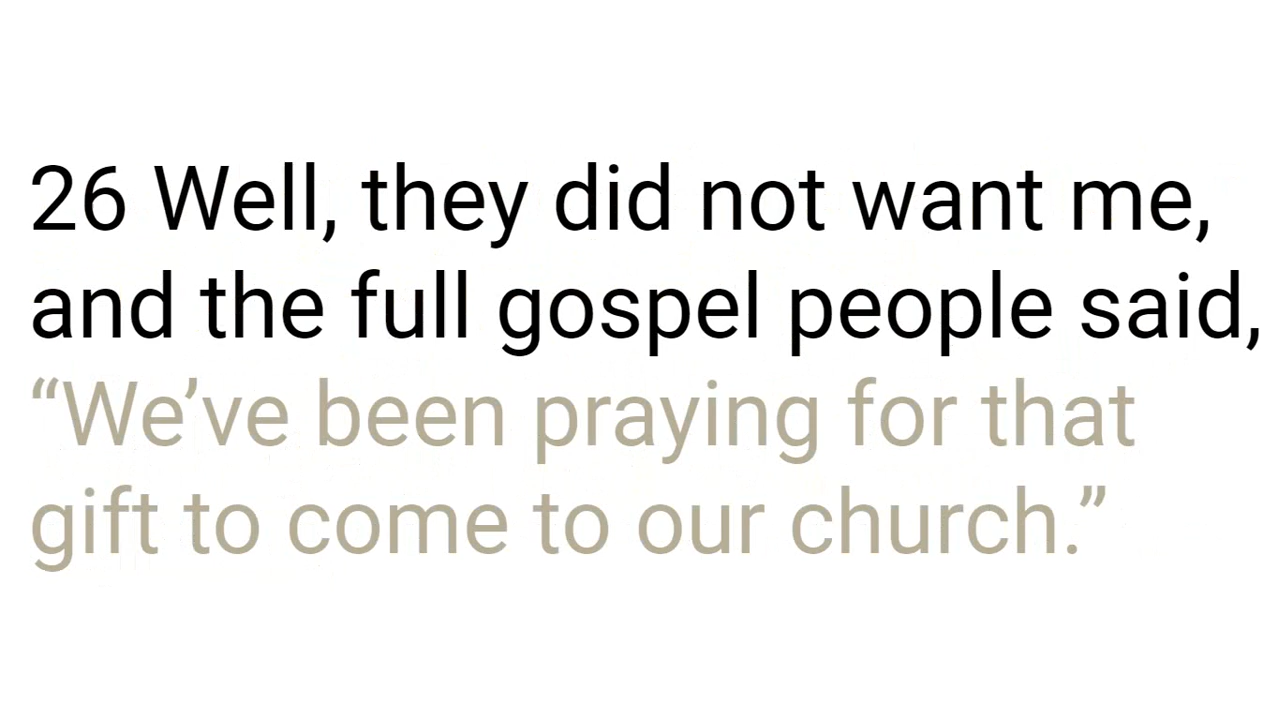 26 Well, they did not want me,
and the full gospel people said,
“We’ve been praying for that
gift to come to our church.”